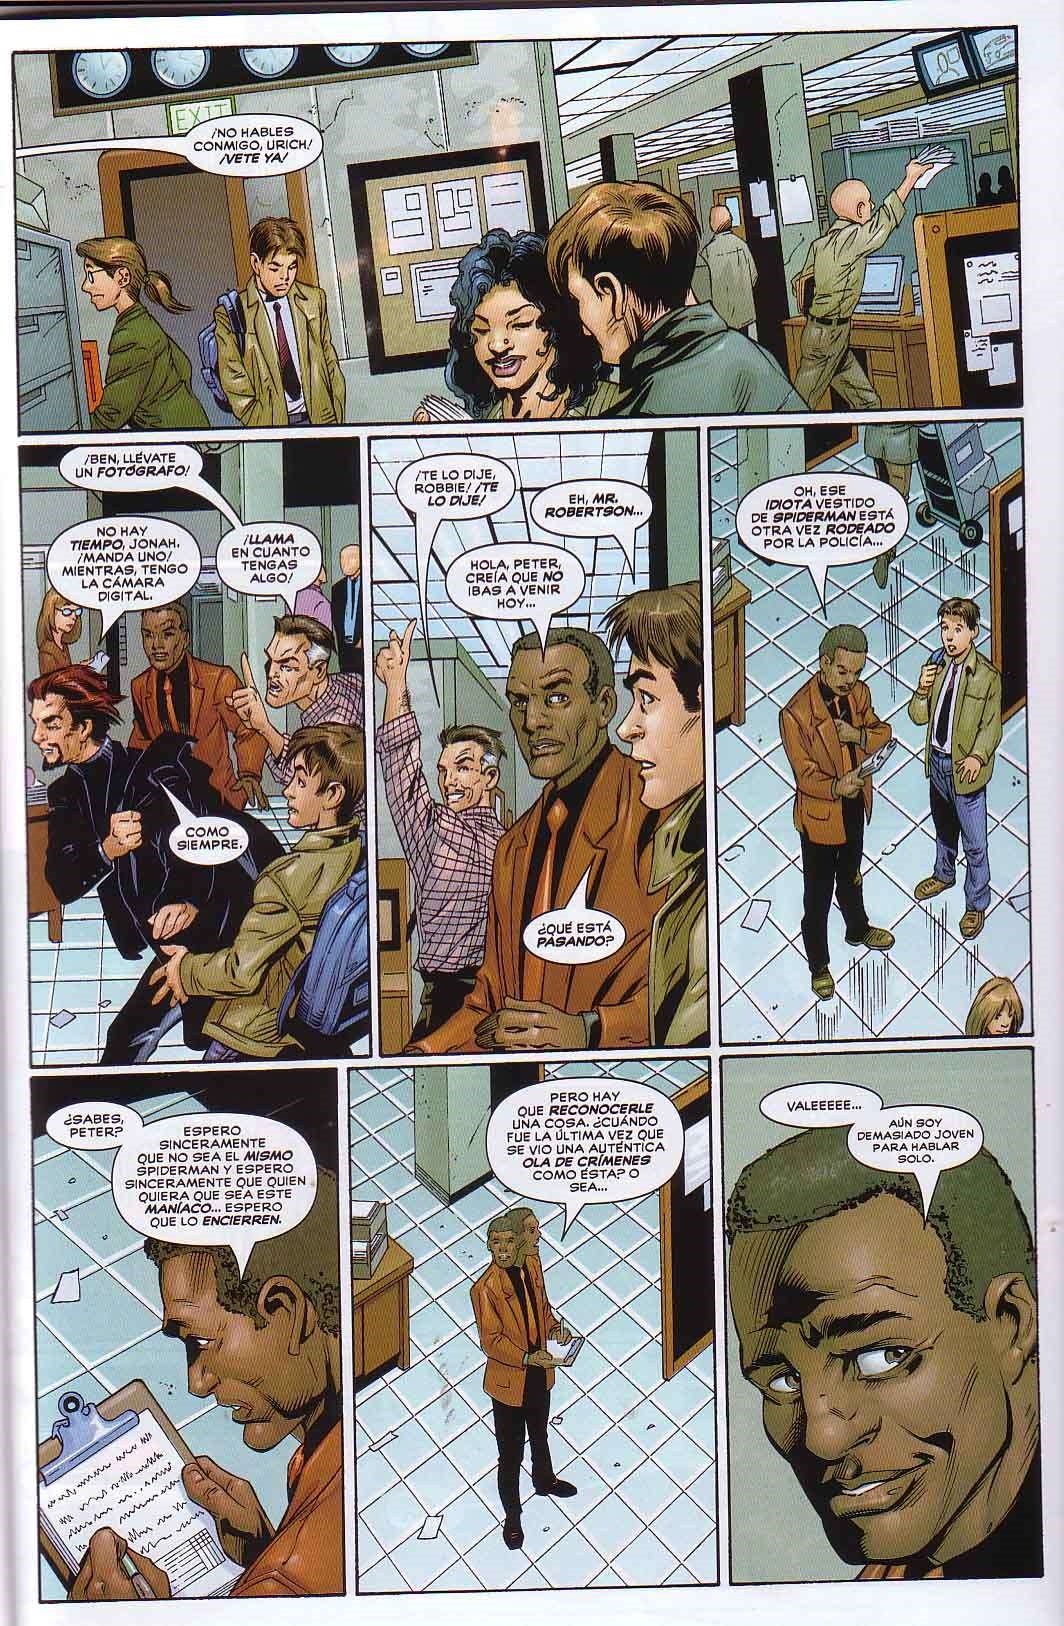 EXIT
¡NO HABLES
CONMIGO, URICH!
¡VETE YA!
¡BEN, LLÉVATE
UN FOTÓGRAFO!
NO HAY
TIEMPO, JONAH.
¡MANDA UNO!
MIENTRAS, TENGO
LA CÁMARA
DIGITAL.
¡LLAMA
EN CUANTO
TENGAS
ALGO!
COMO
SIEMPRE.
¡TE LO DIJE,
ROBBIE! ¡TE
LO DIJE!
EH, MR.
ROBERTSON...
HOLA, PETER,
CREÍA QUE NO
IBAS A VENIR
HOY...
¿QUÉ ESTÁ
PASANDO?
OH, ESE
IDIOTA VESTIDO
DE SPIDERMAN ESTÁ
OTRA VEZ RODEADO
POR LA POLICÍA...
¿SABES,
PETER?
ESPERO
SINCERAMENTE
QUE NO SEA EL MISMO
SPIDERMAN Y ESPERO
SINCERAMENTE QUE QUIEN
QUIERA QUE SEA ESTE
MANÍACO... ESPERO
QUE LO ENCIERREN.
PERO HAY
QUE RECONOCERLE
UNA COSA. ¿CUÁNDO
FUE LA ÚLTIMA VEZ QUE
SE VIO UNA AUTÉNTICA
OLA DE CRÍMENES
COMO ÉSTA? O
SEA...
VALEEEEE...
AÚN SOY
DEMASIADO JOVEN
PARA HABLAR
SOLO.